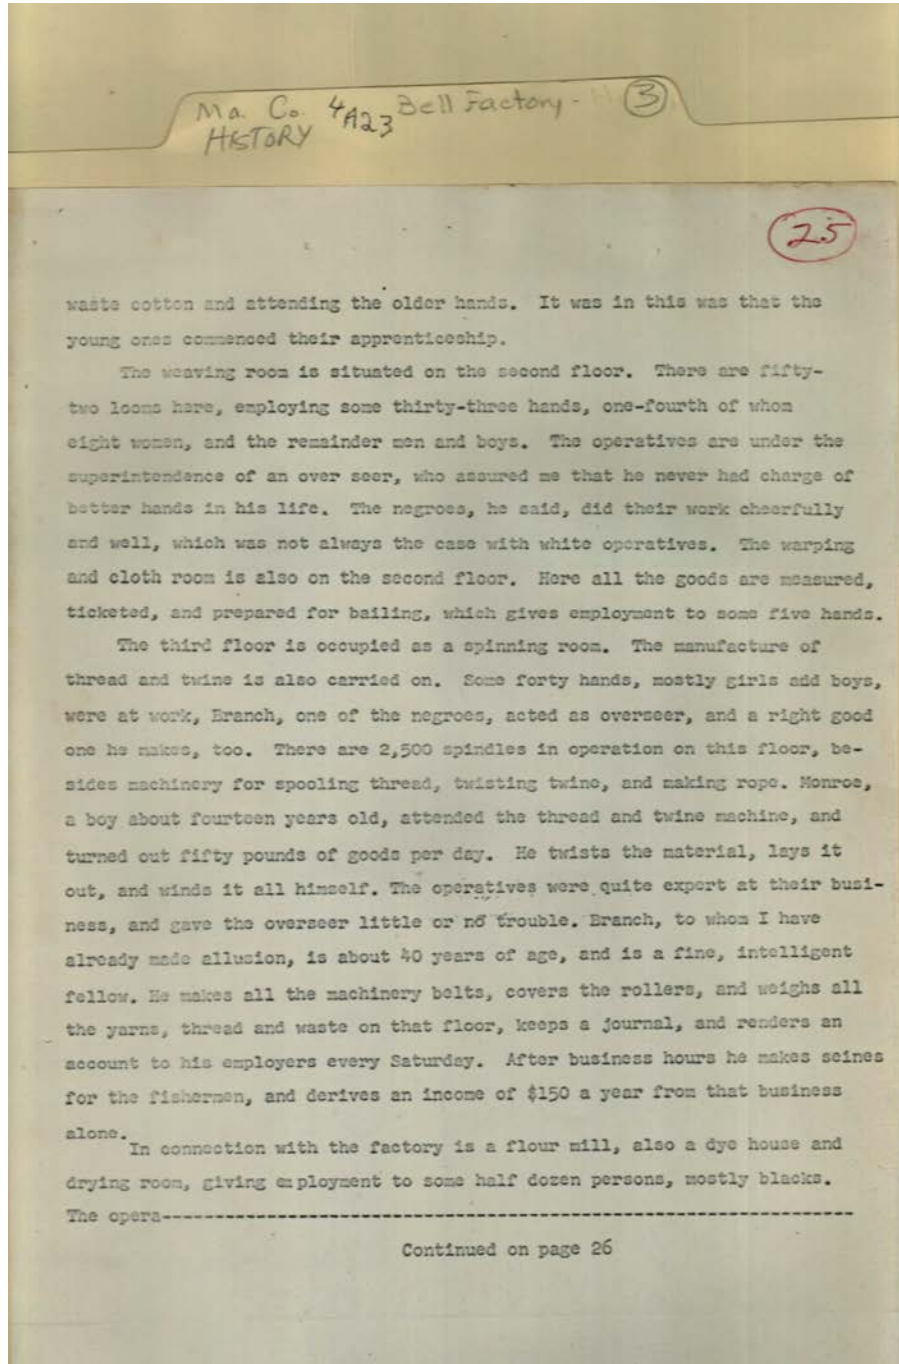 Ma. Co. 4A23 Bell Factory - 3
HISTORY
25
waste cotton and attending the older hands. It was in this was that the
young ones commenced their apprenticeship.
The weaving room is situated on the second floor. There are fifty-
two looms here, employing some thirty-three hands, one-fourth of whom
eight women, and the remainder men and boys. The operatives are under the
superintendence of an over seer, who assured me that he never had charge of
better hands in his life. The negroes, he said, did their work cheerfully
and well, which was not always the case with white operatives. The warping
and cloth room is also on the second floor. Here all the goods are measured,
ticketed, and prepared for bailing, which gives employment to some five hands.
The third floor is occupied as a spinning room. The manufacture of
thread and twine is also carried on. Some forty hands, mostly girls add boys,
were at work, Branch, one of the negroes, acted as overseer, and a right good
one he makes, too. There are 2,500 spindles in operation on this floor, be-
sides machinery for spooling thread, twisting twine, and making rope. Monroe,
a boy about fourteen years old, attended the thread and twine machine, and
turned out fifty pounds of goods per day. He twists the material, lays it
out, and winds it all himself. The operatives were quite expert at their busi-
ness, and gave the overseer little or no trouble. Branch, to whom I have
already made allusion, is about 40 years of age, and is a fine, intelligent
fellow. He makes all the machinery belts, covers the rollers, and weighs all
the yarns, thread and waste on that floor, keeps a journal, and renders an
account to his employers every Saturday. After business hours he makes seines
for the fishermen, and derives an income of $150 a year from that business
alone.
In connection with the factory is a flour mill, also a dye house and
drying room, giving employment to some half dozen persons, mostly blacks.
The opera-----------------------------------------------------------------
Continued on page 26